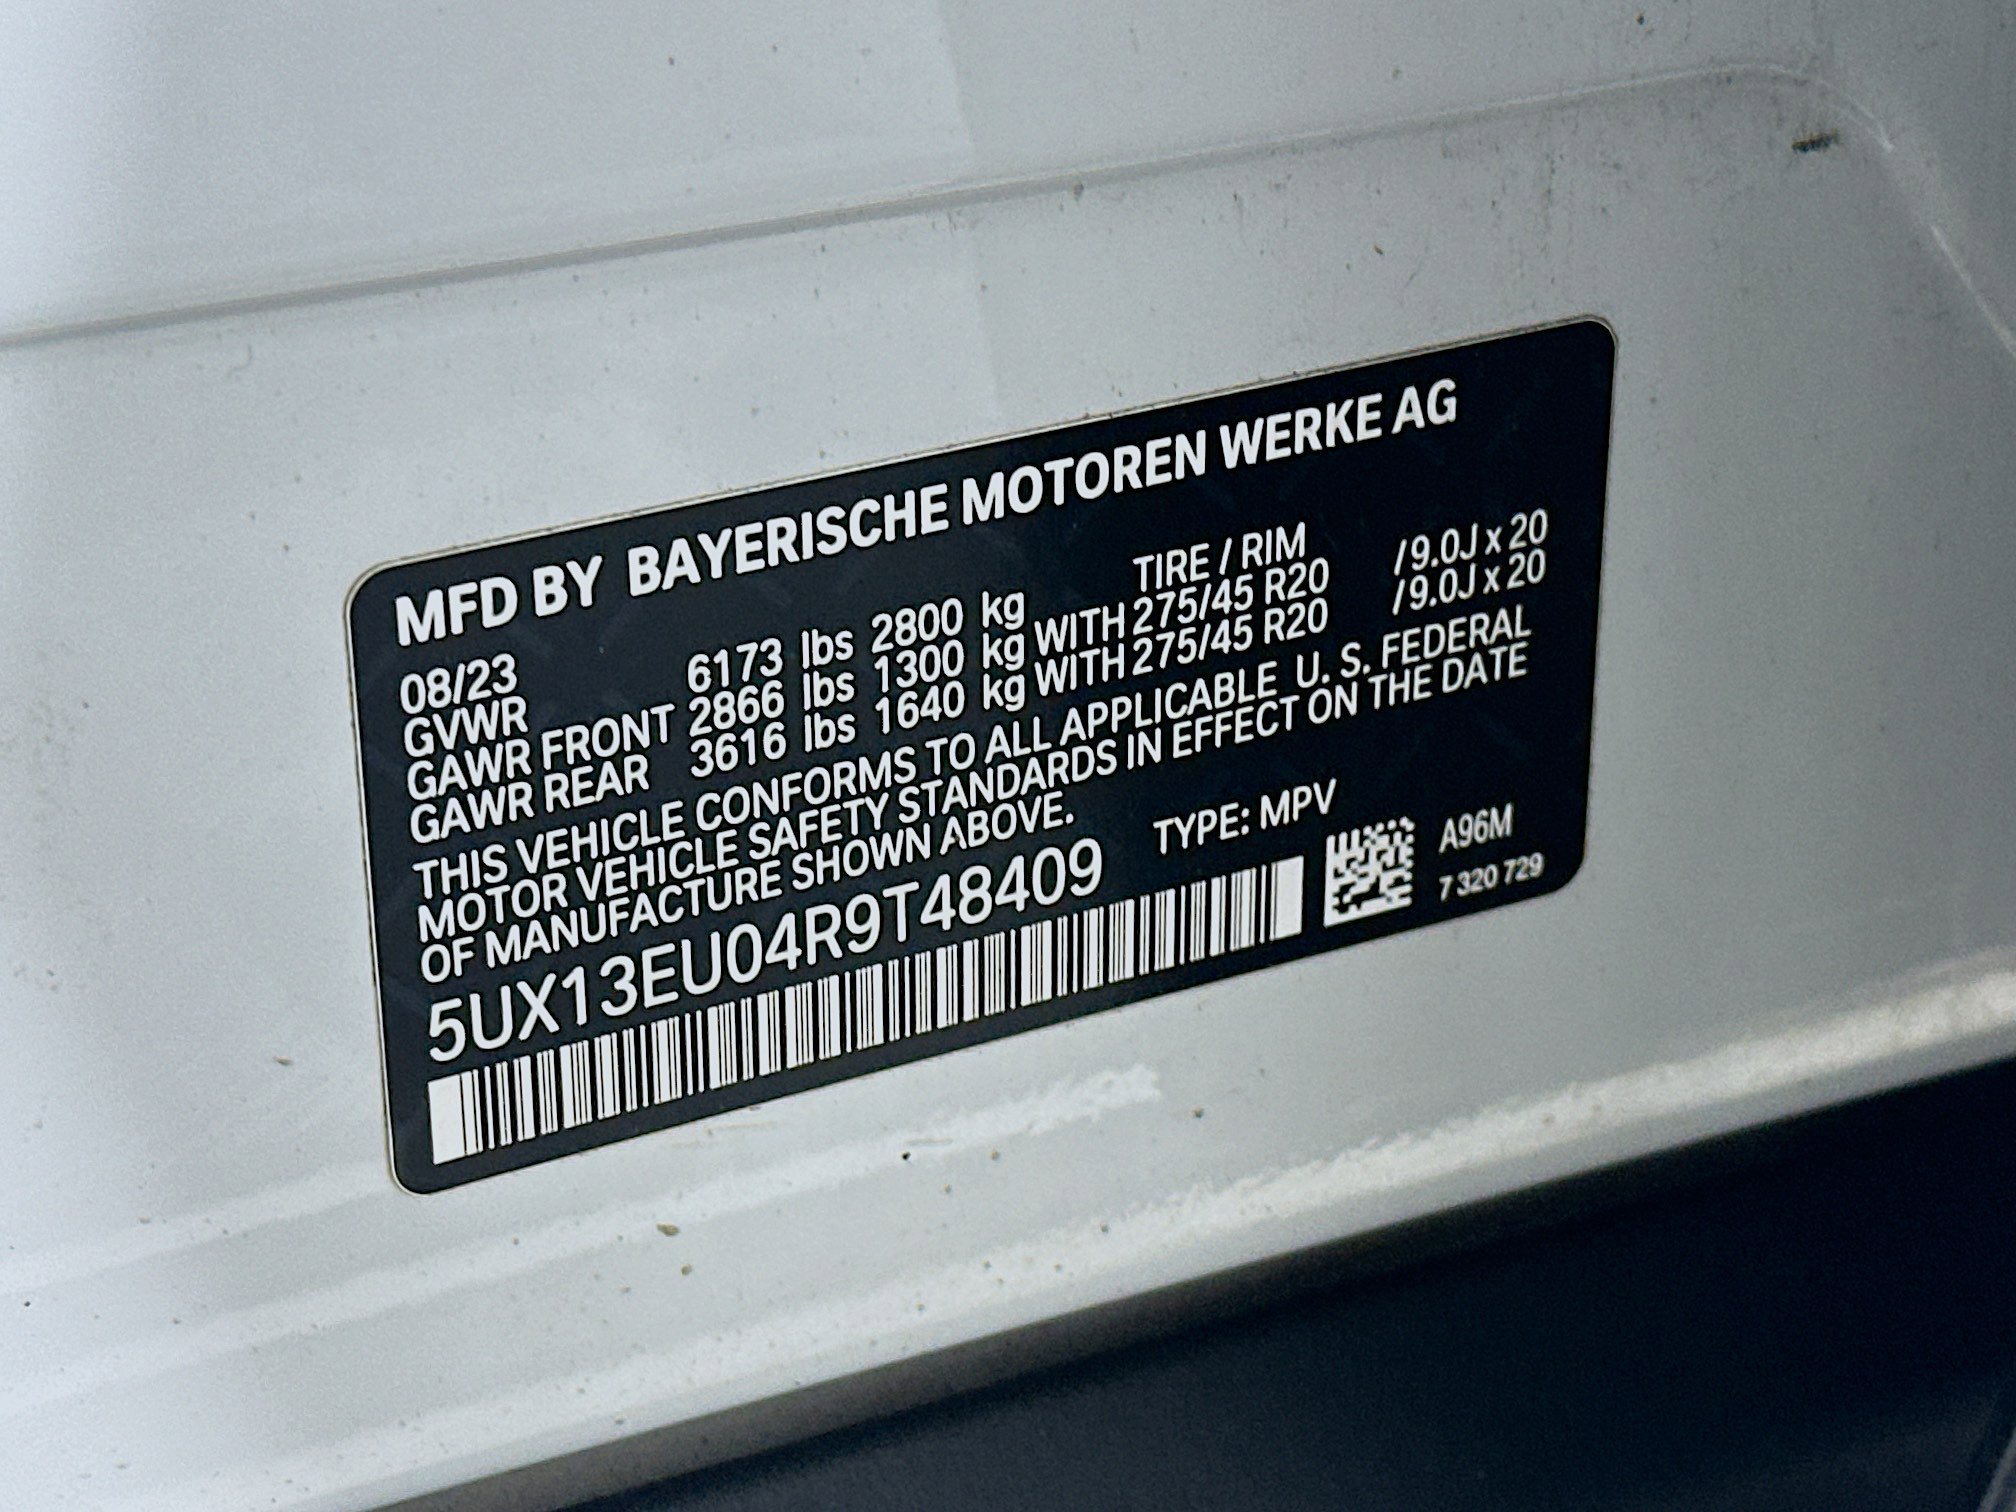 MFD BY BAYERISCHE MOTOREN WERKE AG
08/23 TIRE / RIM
GVWR 6173 lbs 2800 kg
GAWR FRONT 2866 lbs 1300 kg WITH 275/45 R20 /9.0J x 20
GAWR REAR 3616 lbs 1640 kg WITH 275/45 R20 /9.0J x 20
THIS VEHICLE CONFORMS TO ALL APPLICABLE U. S. FEDERAL
MOTOR VEHICLE SAFETY STANDARDS IN EFFECT ON THE DATE
OF MANUFACTURE SHOWN ABOVE.
5UX13EU04R9T48409 TYPE: MPV
A96M
7 320 729